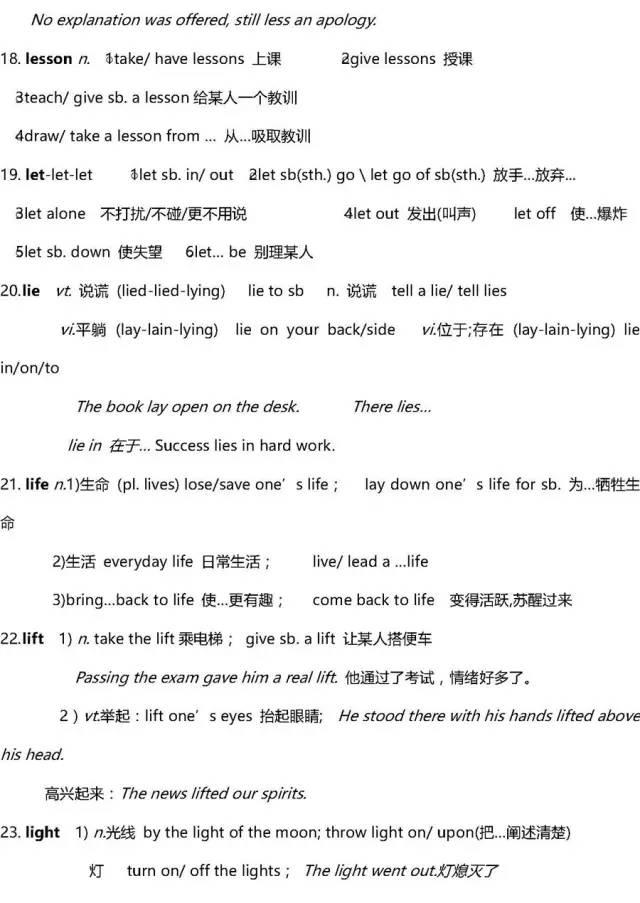 No explanation was offered, still less an apology.
18. lesson n. 1take/ have lessons 上课 2give lessons 授课
3teach/ give sb. a lesson 给某人一个教训
4draw/ take a lesson from ... 从...吸取教训
19. let-let-let 1let sb. in/ out 2let sb(sth.) go \ let go of sb(sth.) 放手...放弃...
3let alone 不打扰/不碰/更不用说 4let out 发出(叫声) let off 使...爆炸
5let sb. down 使失望 6let... be 别理某人
20.lie vt. 说谎 (lied-lied-lying) lie to sb n. 说谎 tell a lie/ tell lies
vi.平躺 (lay-lain-lying) lie on your back/side vi.位于;存在 (lay-lain-lying) lie
in/on/to
The book lay open on the desk. There lies...
lie in 在于... Success lies in hard work.
21. life n.1)生命 (pl. lives) lose/save one's life； lay down one's life for sb. 为...牺牲生
命
2)生活 everyday life 日常生活； live/ lead a ...life
3)bring...back to life 使...更有趣； come back to life 变得活跃,苏醒过来
22.lift 1) n. take the lift 乘电梯； give sb. a lift 让某人搭便车
Passing the exam gave him a real lift. 他通过了考试，情绪好多了。
2）vt.举起：lift one's eyes 抬起眼睛; He stood there with his hands lifted above
his head.
高兴起来：The news lifted our spirits.
23. light 1) n.光线 by the light of the moon; throw light on/ upon(把...阐述清楚)
灯 turn on/ off the lights； The light went out.灯熄灭了